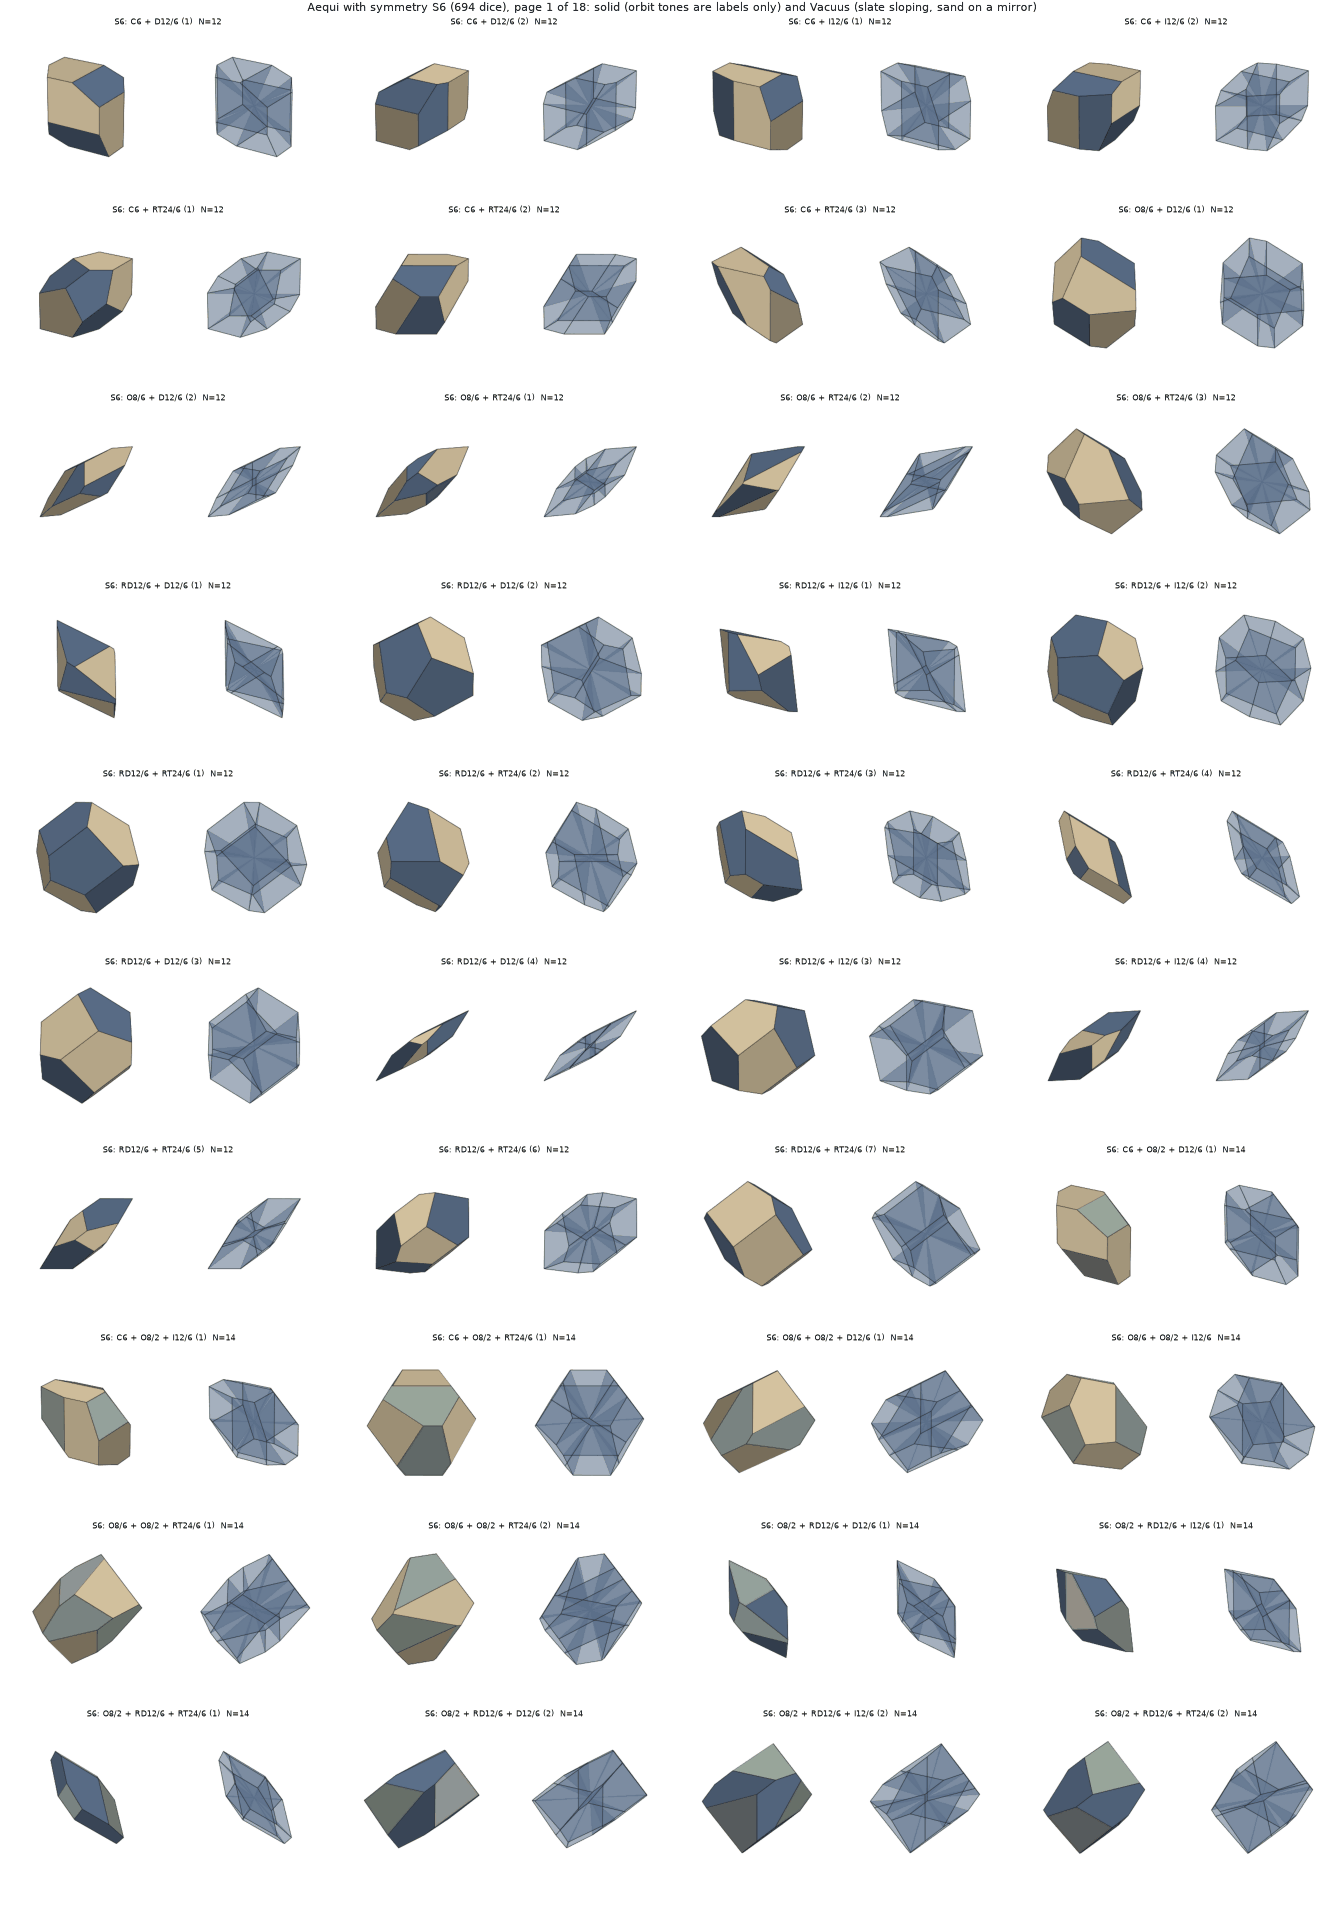 Aequi with symmetry S6 (694 dice), page 1 of 18: solid (orbit tones are labels only) and Vacuus (slate sloping, sand on a mirror)
S6: C6 + D12/6 (1) N=12
S6: C6 + D12/6 (2) N=12
S6: C6 + I12/6 (1) N=12
S6: C6 + I12/6 (2) N=12
S6: C6 + RT24/6 (1) N=12
S6: C6 + RT24/6 (2) N=12
S6: C6 + RT24/6 (3) N=12
S6: O8/6 + D12/6 (1) N=12
S6: O8/6 + D12/6 (2) N=12
S6: O8/6 + RT24/6 (1) N=12
S6: O8/6 + RT24/6 (2) N=12
S6: O8/6 + RT24/6 (3) N=12
S6: RD12/6 + D12/6 (1) N=12
S6: RD12/6 + D12/6 (2) N=12
S6: RD12/6 + I12/6 (1) N=12
S6: RD12/6 + I12/6 (2) N=12
S6: RD12/6 + RT24/6 (1) N=12
S6: RD12/6 + RT24/6 (2) N=12
S6: RD12/6 + RT24/6 (3) N=12
S6: RD12/6 + RT24/6 (4) N=12
S6: RD12/6 + D12/6 (3) N=12
S6: RD12/6 + D12/6 (4) N=12
S6: RD12/6 + I12/6 (3) N=12
S6: RD12/6 + I12/6 (4) N=12
S6: RD12/6 + RT24/6 (5) N=12
S6: RD12/6 + RT24/6 (6) N=12
S6: RD12/6 + RT24/6 (7) N=12
S6: C6 + O8/2 + D12/6 (1) N=14
S6: C6 + O8/2 + I12/6 (1) N=14
S6: C6 + O8/2 + RT24/6 (1) N=14
S6: O8/6 + O8/2 + D12/6 (1) N=14
S6: O8/6 + O8/2 + I12/6 N=14
S6: O8/6 + O8/2 + RT24/6 (1) N=14
S6: O8/6 + O8/2 + RT24/6 (2) N=14
S6: O8/2 + RD12/6 + D12/6 (1) N=14
S6: O8/2 + RD12/6 + I12/6 (1) N=14
S6: O8/2 + RD12/6 + RT24/6 (1) N=14
S6: O8/2 + RD12/6 + D12/6 (2) N=14
S6: O8/2 + RD12/6 + I12/6 (2) N=14
S6: O8/2 + RD12/6 + RT24/6 (2) N=14